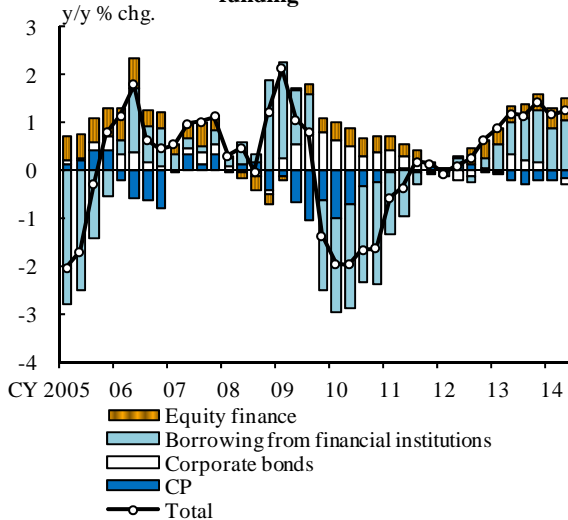 funding
y/y % chg.
3
2
1
0
-1
-2
-3
-4
CY 2005 06 07 08 09 10 11 12 13 14
Equity finance
Borrowing from financial institutions
Corporate bonds
CP
Total